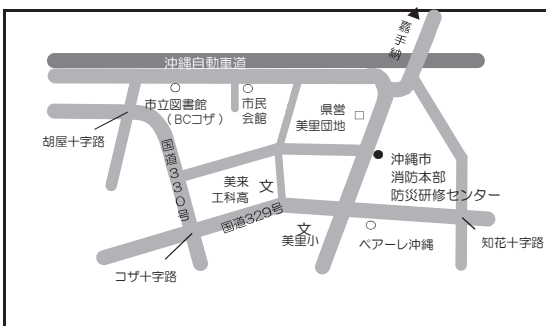 嘉手納
沖縄自動車道
市立図書館
（BCコザ）
市民
会館
県営
美里団地
胡屋十字路
国道330号
沖縄市
消防本部
防災研修センター
美来
工科高
文
国道329号
文
美里小
ペアーレ沖縄
知花十字路
コザ十字路